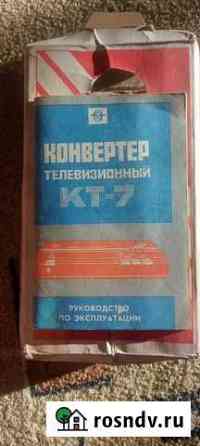 КОНВЕРТЕР
ТЕЛЕВИЗИОННЫЙ
КТ-7
РУКОВОДСТВО
ПО ЭКСПЛУАТАЦИИ
rosndv.ru